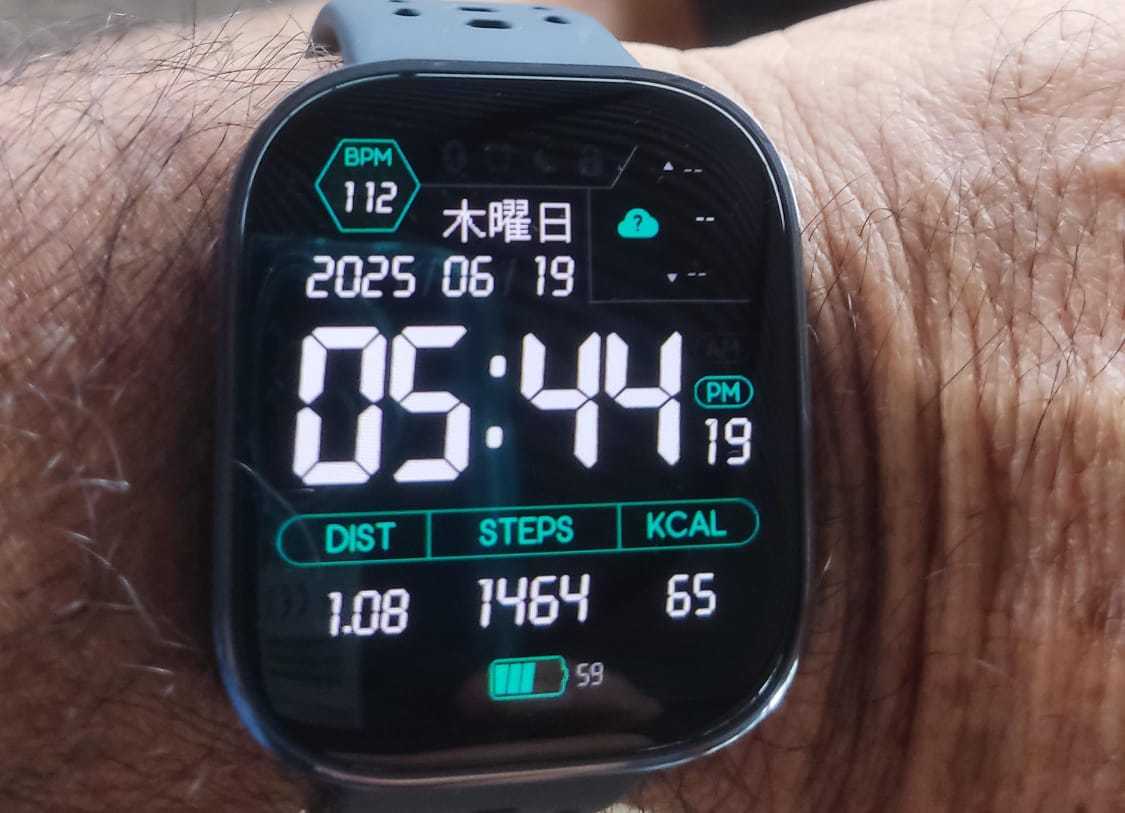 BPM
112
▲ --
木曜日
? --
2025 06 19
▼ --
05:44
PM
19
DIST STEPS KCAL
1.08 1464 65
59